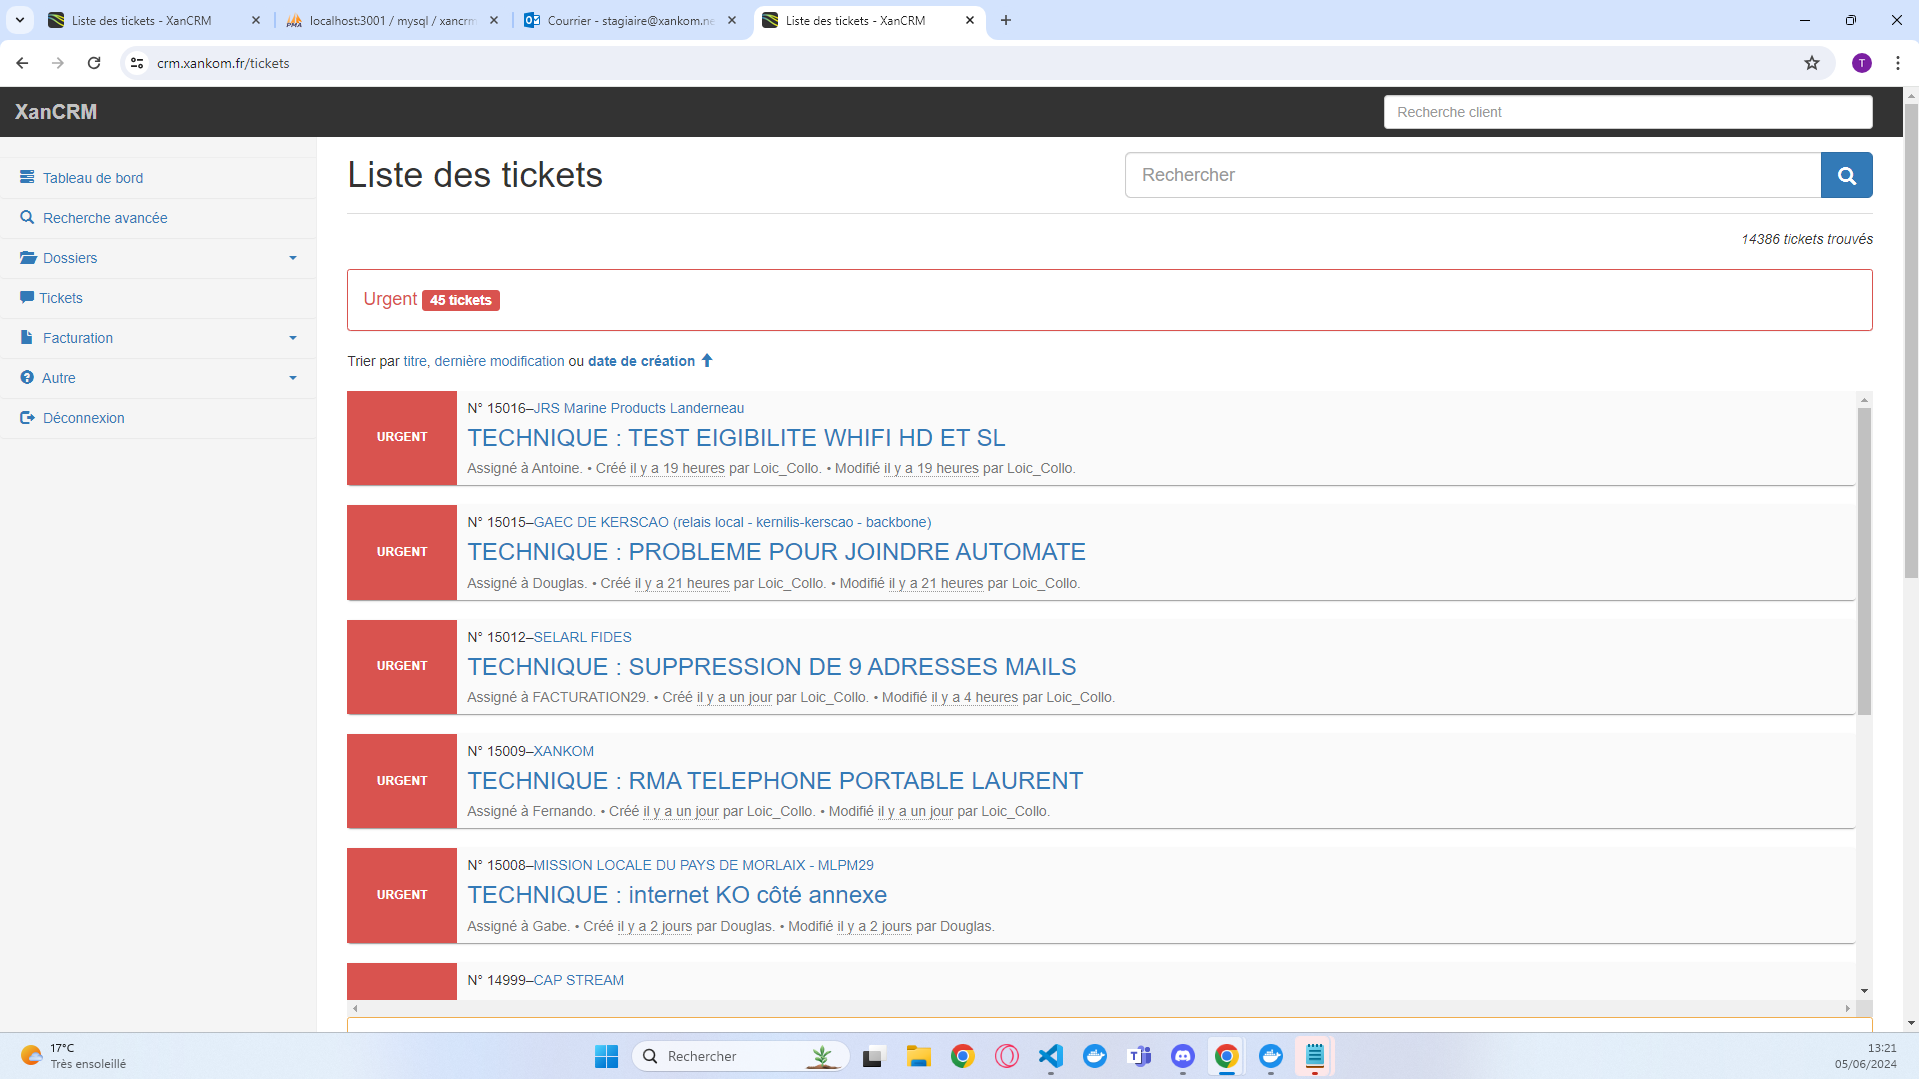 Liste des tickets - XanCRM
localhost:3001 / mysql / xancrm
Courrier - stagiaire@xankom.ne
Liste des tickets - XanCRM
crm.xankom.fr/tickets
T
XanCRM
Recherche client
Tableau de bord
Recherche avancée
Dossiers
Tickets
Facturation
Autre
Déconnexion
Liste des tickets
Rechercher
14386 tickets trouvés
Urgent 45 tickets
Trier par titre, dernière modification ou date de création
URGENT
N° 15016–JRS Marine Products Landerneau
TECHNIQUE : TEST EIGIBILITE WHIFI HD ET SL
Assigné à Antoine. • Créé il y a 19 heures par Loic_Collo. • Modifié il y a 19 heures par Loic_Collo.
URGENT
N° 15015–GAEC DE KERSCAO (relais local - kernilis-kerscao - backbone)
TECHNIQUE : PROBLEME POUR JOINDRE AUTOMATE
Assigné à Douglas. • Créé il y a 21 heures par Loic_Collo. • Modifié il y a 21 heures par Loic_Collo.
URGENT
N° 15012–SELARL FIDES
TECHNIQUE : SUPPRESSION DE 9 ADRESSES MAILS
Assigné à FACTURATION29. • Créé il y a un jour par Loic_Collo. • Modifié il y a 4 heures par Loic_Collo.
URGENT
N° 15009–XANKOM
TECHNIQUE : RMA TELEPHONE PORTABLE LAURENT
Assigné à Fernando. • Créé il y a un jour par Loic_Collo. • Modifié il y a un jour par Loic_Collo.
URGENT
N° 15008–MISSION LOCALE DU PAYS DE MORLAIX - MLPM29
TECHNIQUE : internet KO côté annexe
Assigné à Gabe. • Créé il y a 2 jours par Douglas. • Modifié il y a 2 jours par Douglas.
N° 14999–CAP STREAM
17°C
Très ensoleillé
Rechercher
13:21
05/06/2024